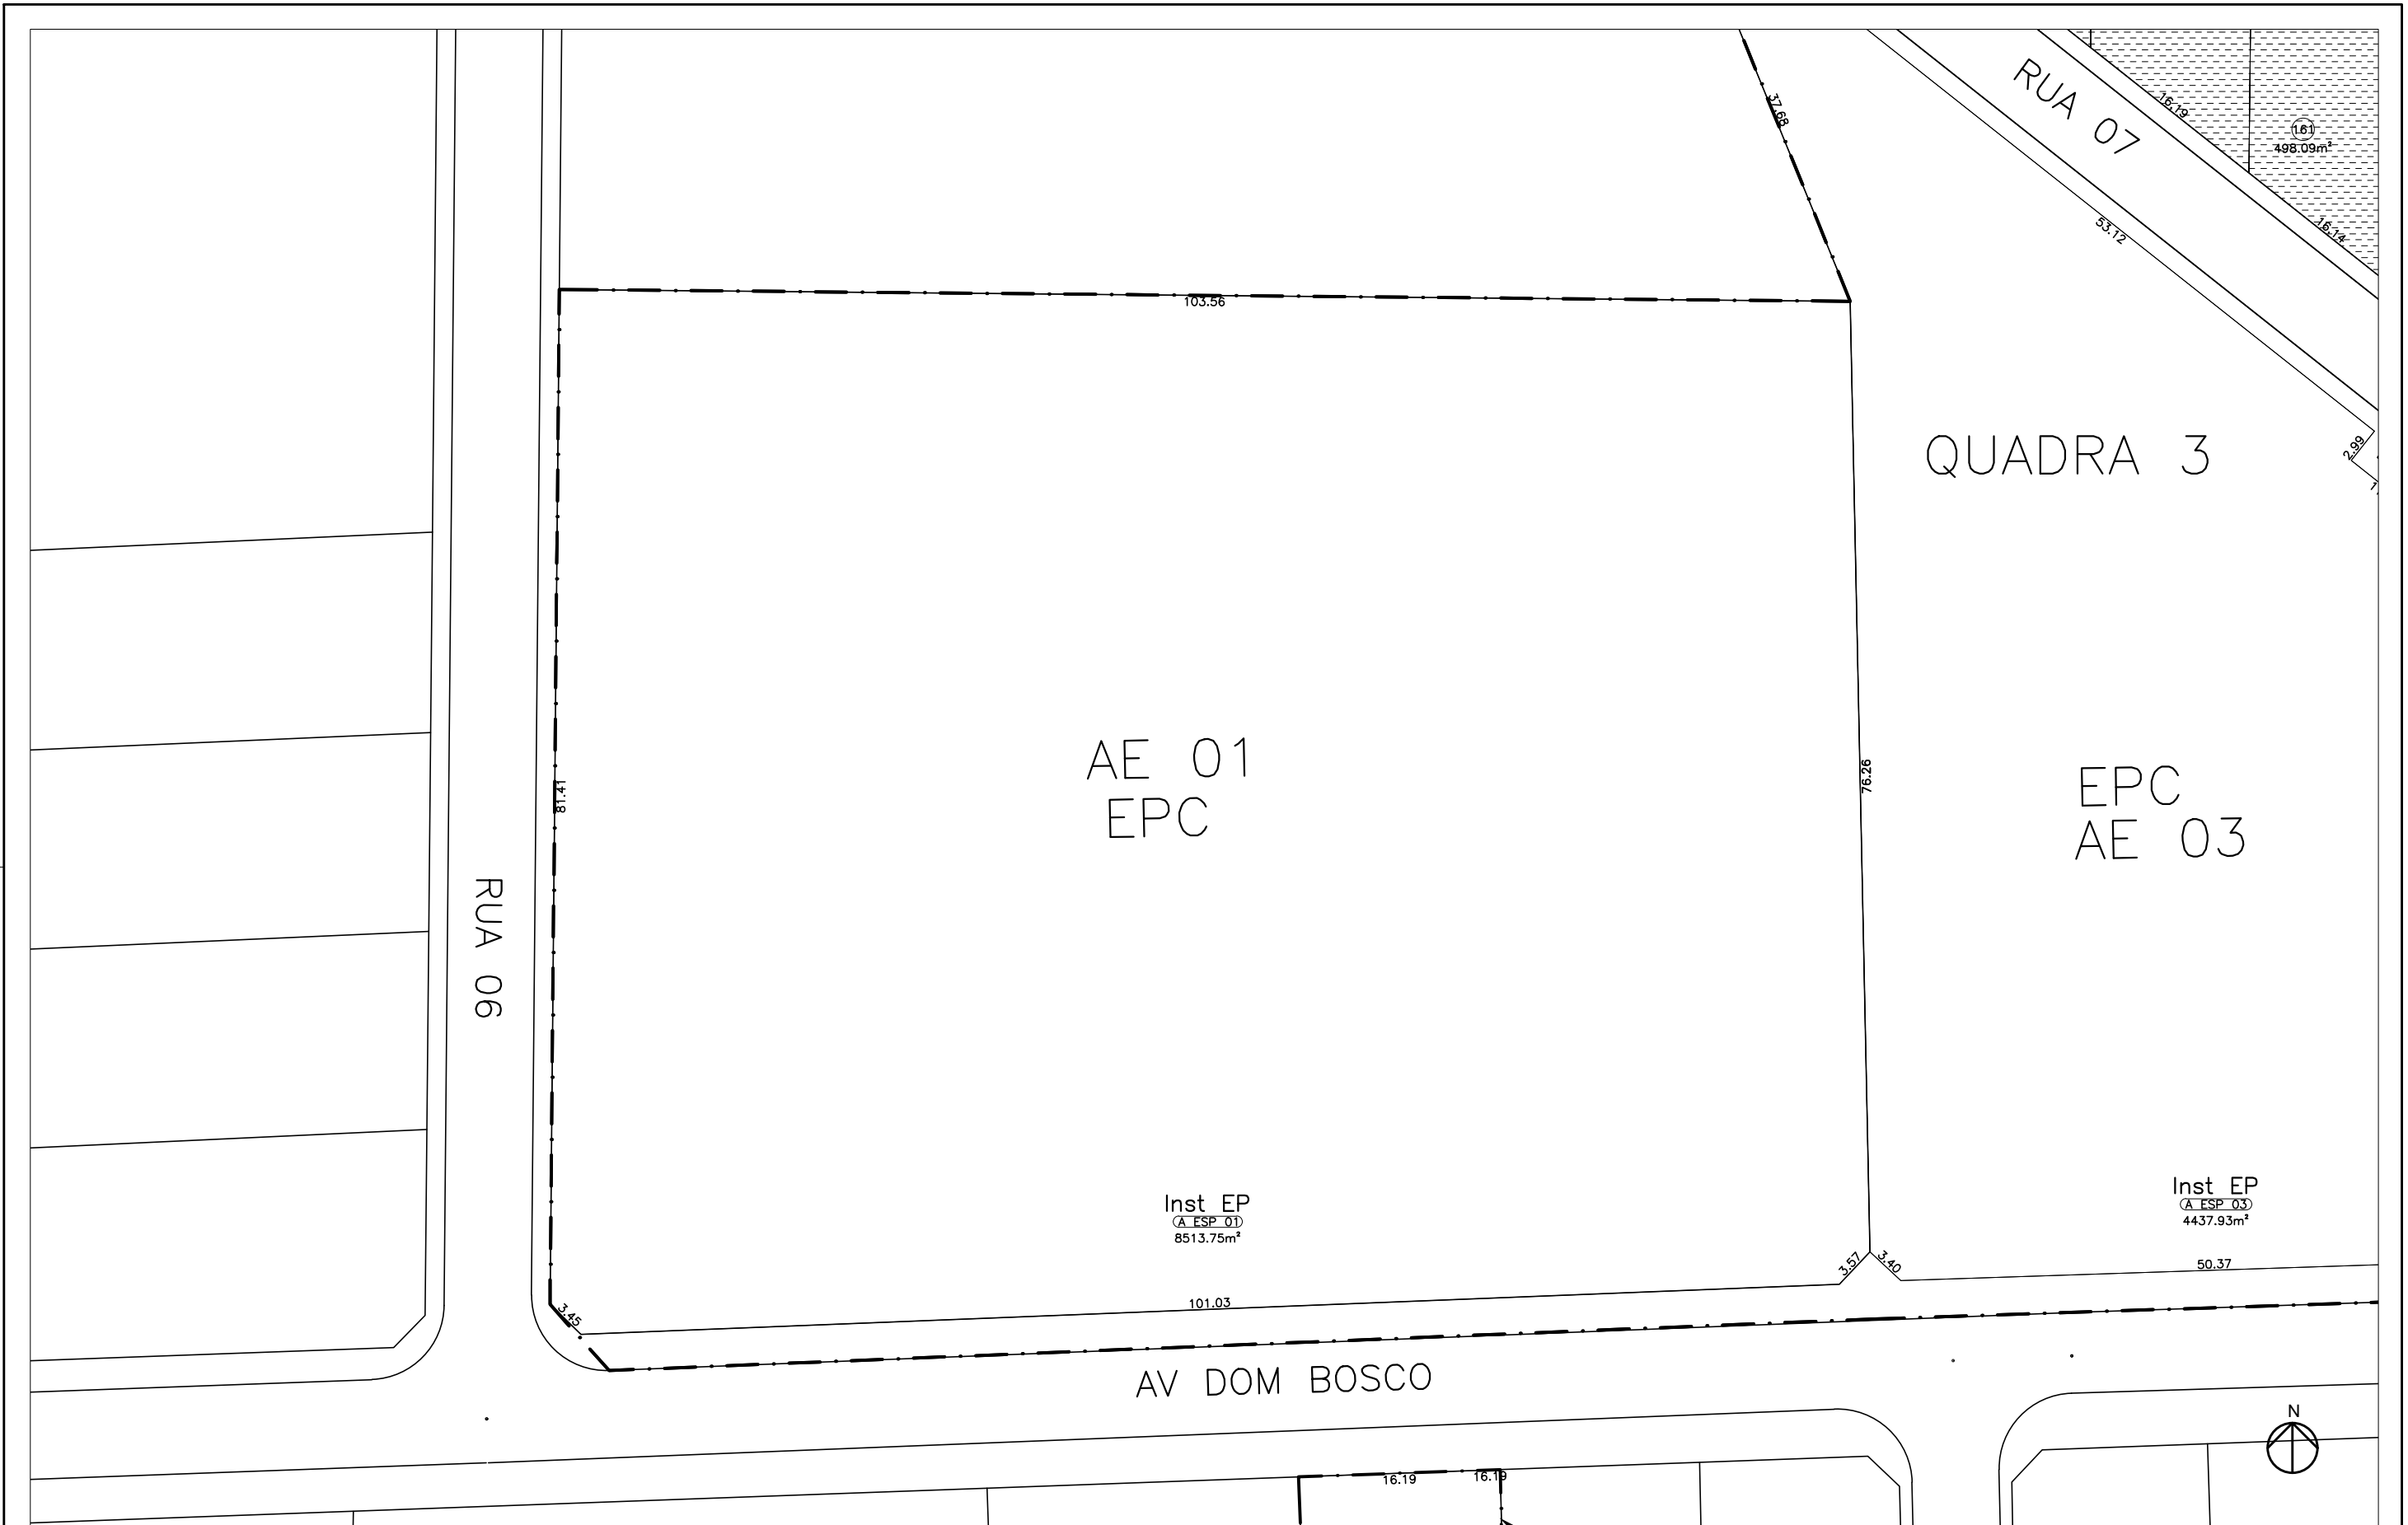 RUA 07
16.19
161
498.09m²
37.68
53.12
16.14
103.56
QUADRA 3
2.99
AE 01
EPC
81.41
76.26
EPC
AE 03
RUA 06
Inst EP
A ESP 01
8513.75m²
Inst EP
A ESP 03
4437.93m²
3.57
3.40
50.37
101.03
3.45
AV DOM BOSCO
N
16.19
16.19